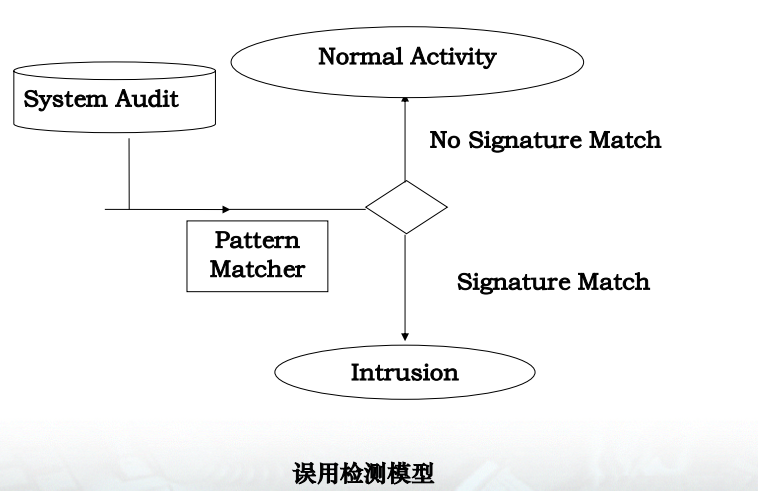 Normal Activity
System Audit
No Signature Match
Pattern
Matcher
Signature Match
Intrusion
误用检测模型